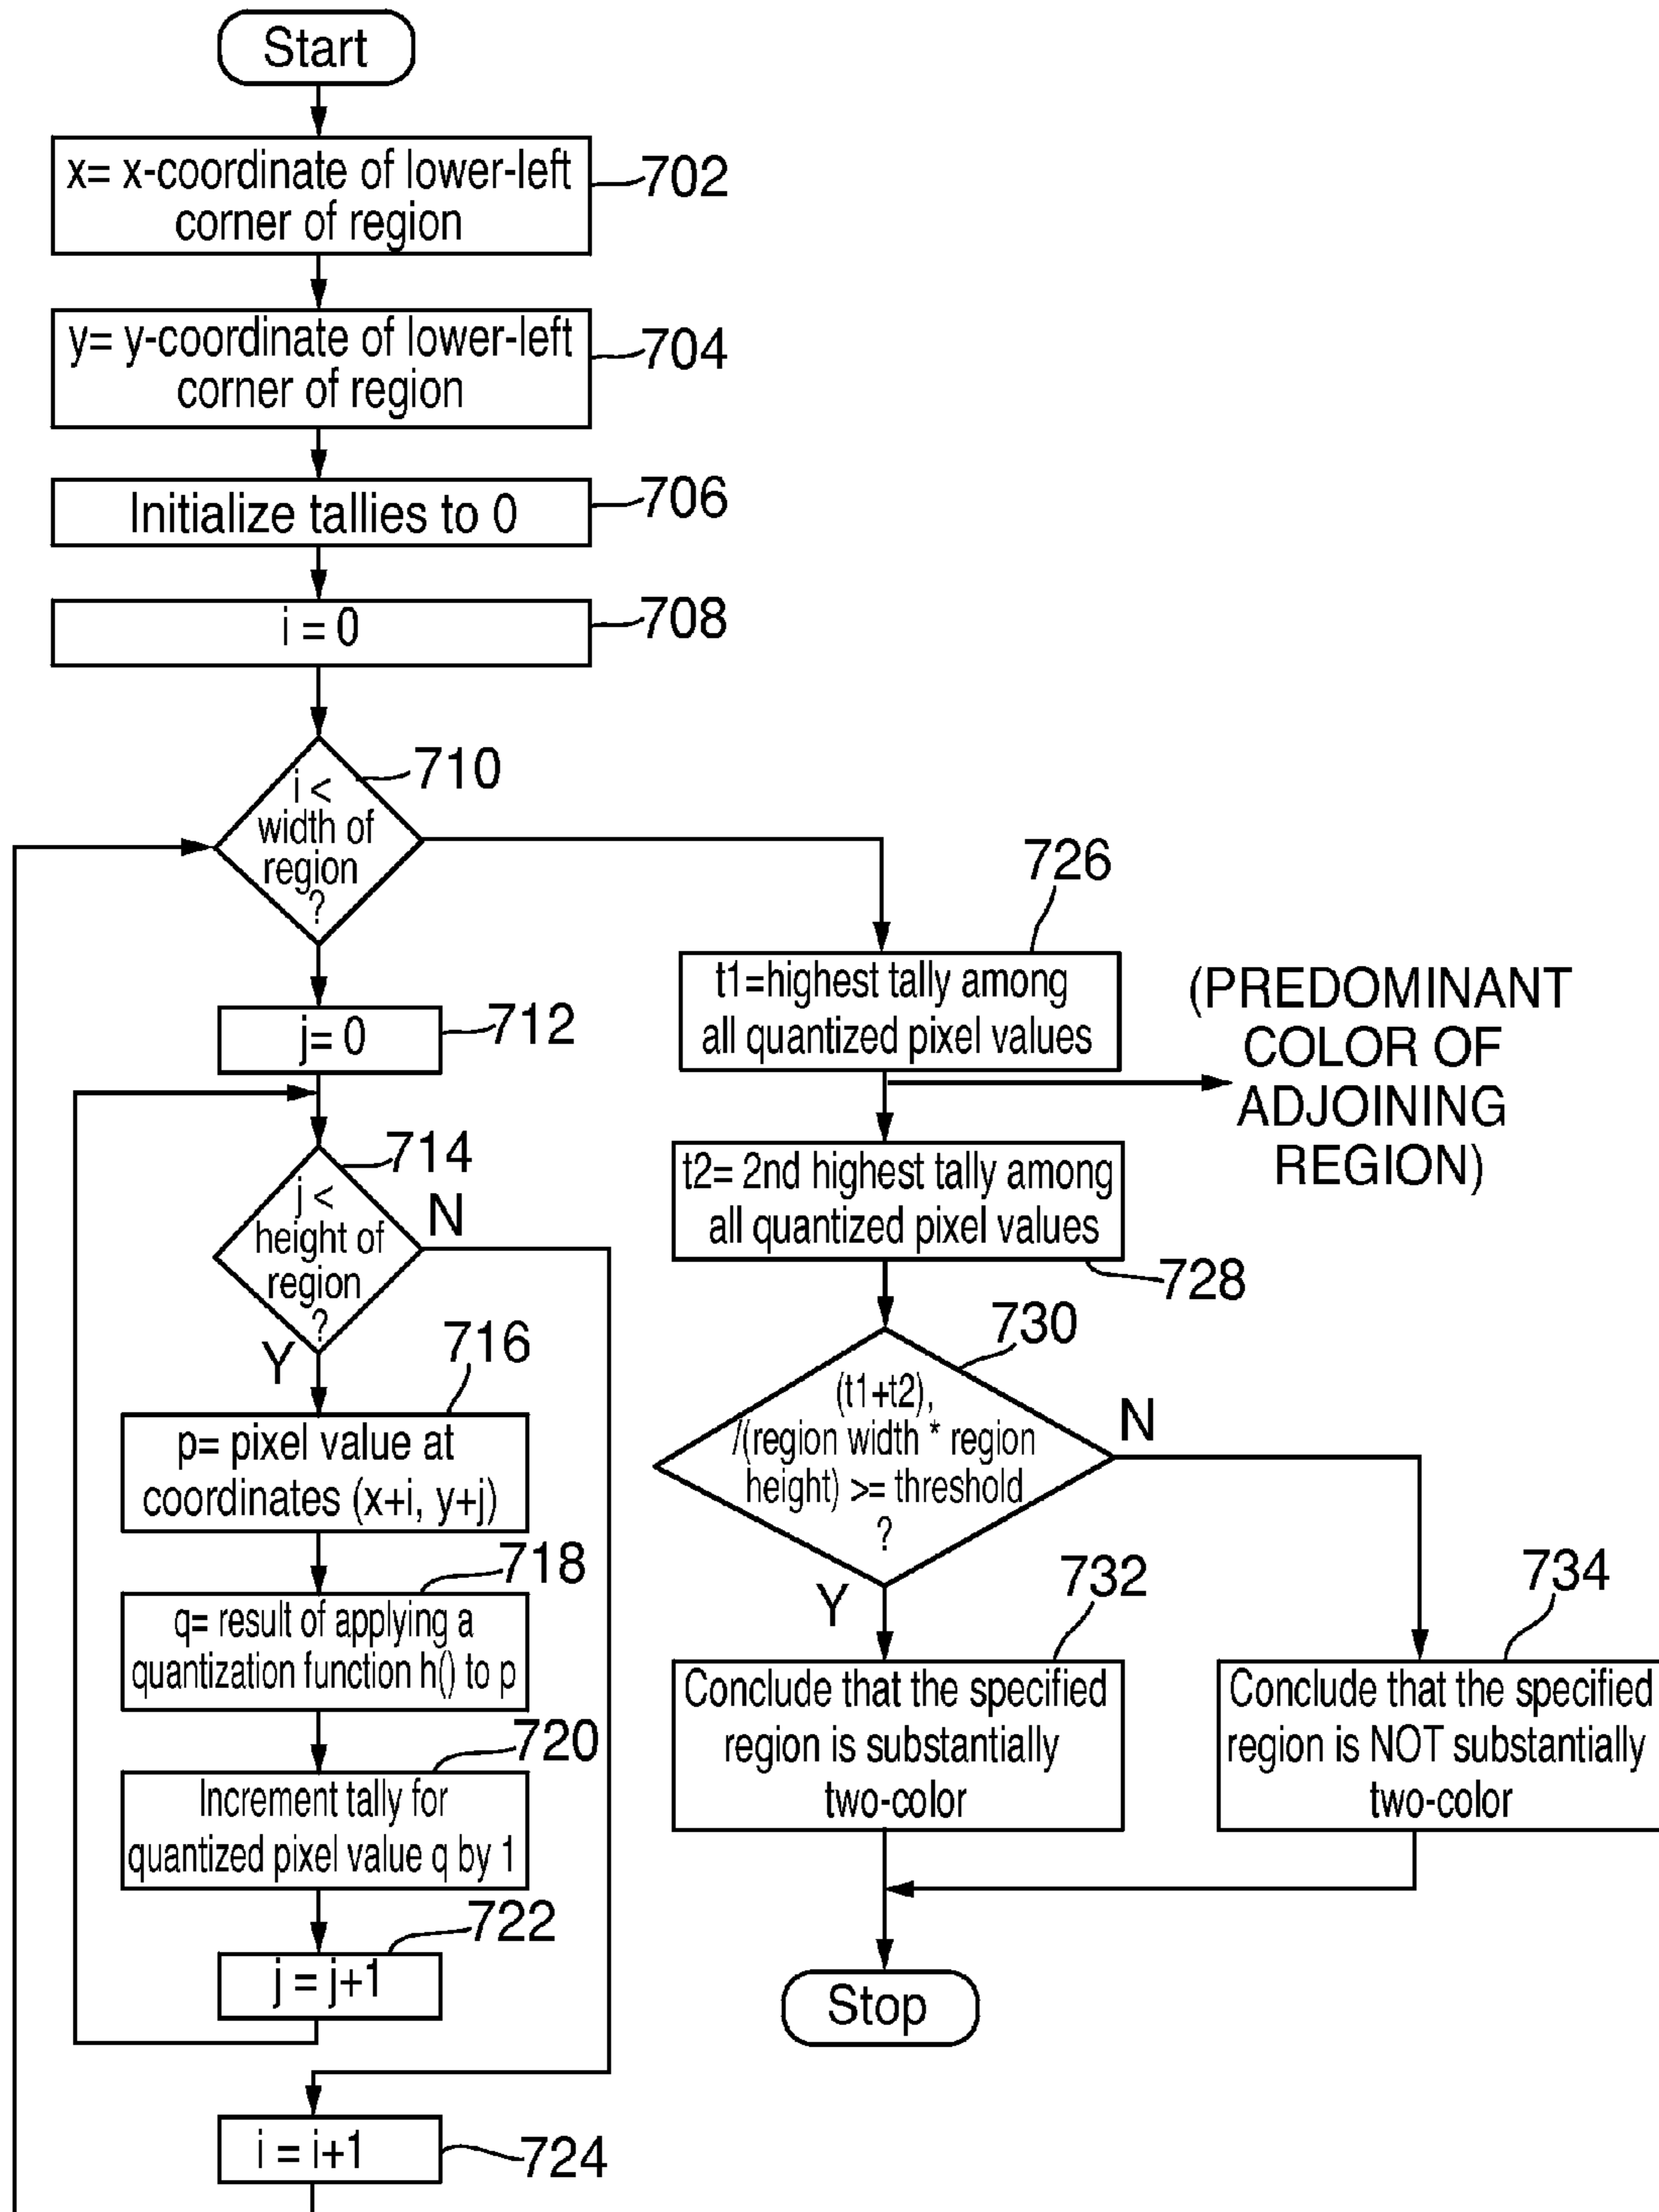 Start
x= x-coordinate of lower-left
corner of region
702
y= y-coordinate of lower-left
corner of region
704
Initialize tallies to 0
706
i = 0
708
i <
width of
region
?
710
j= 0
712
j <
height of
region
?
714
N
Y
p= pixel value at
coordinates (x+i, y+j)
716
q= result of applying a
quantization function h() to p
718
Increment tally for
quantized pixel value q by 1
720
j = j+1
722
i = i+1
724
t1=highest tally among
all quantized pixel values
726
(PREDOMINANT
COLOR OF
ADJOINING
REGION)
t2= 2nd highest tally among
all quantized pixel values
728
(t1+t2),
/(region width * region
height) >= threshold
?
730
N
Y
Conclude that the specified
region is substantially
two-color
732
Conclude that the specified
region is NOT substantially
two-color
734
Stop